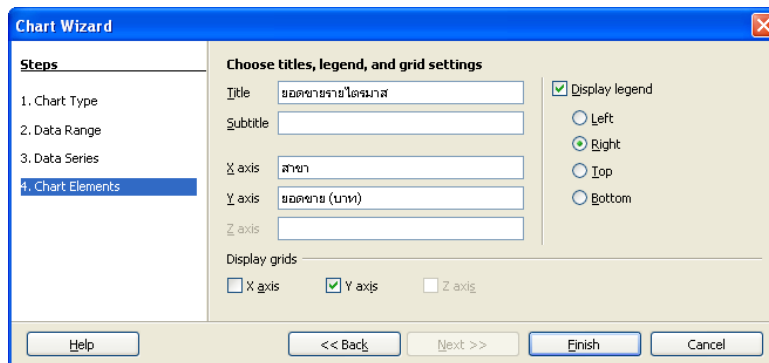 Chart Wizard
Steps
1. Chart Type
2. Data Range
3. Data Series
4. Chart Elements
Choose titles, legend, and grid settings
Title ยอดขายรายไตรมาส
Subtitle
X axis สาขา
Y axis ยอดขาย (บาท)
Z axis
Display legend
Left
Right
Top
Bottom
Display grids
X axis Y axis Z axis
Help << Back Next >> Finish Cancel